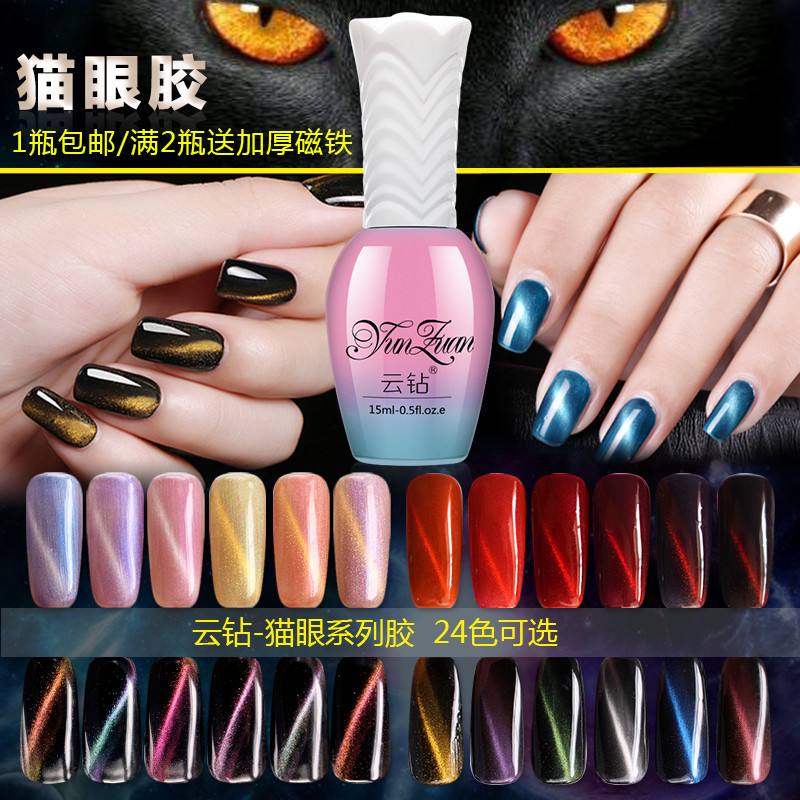 猫眼胶
1瓶包邮/满2瓶送加厚磁铁
YunZuan
云钻®
15ml-0.5fl.oz.e
云钻-猫眼系列胶 24色可选